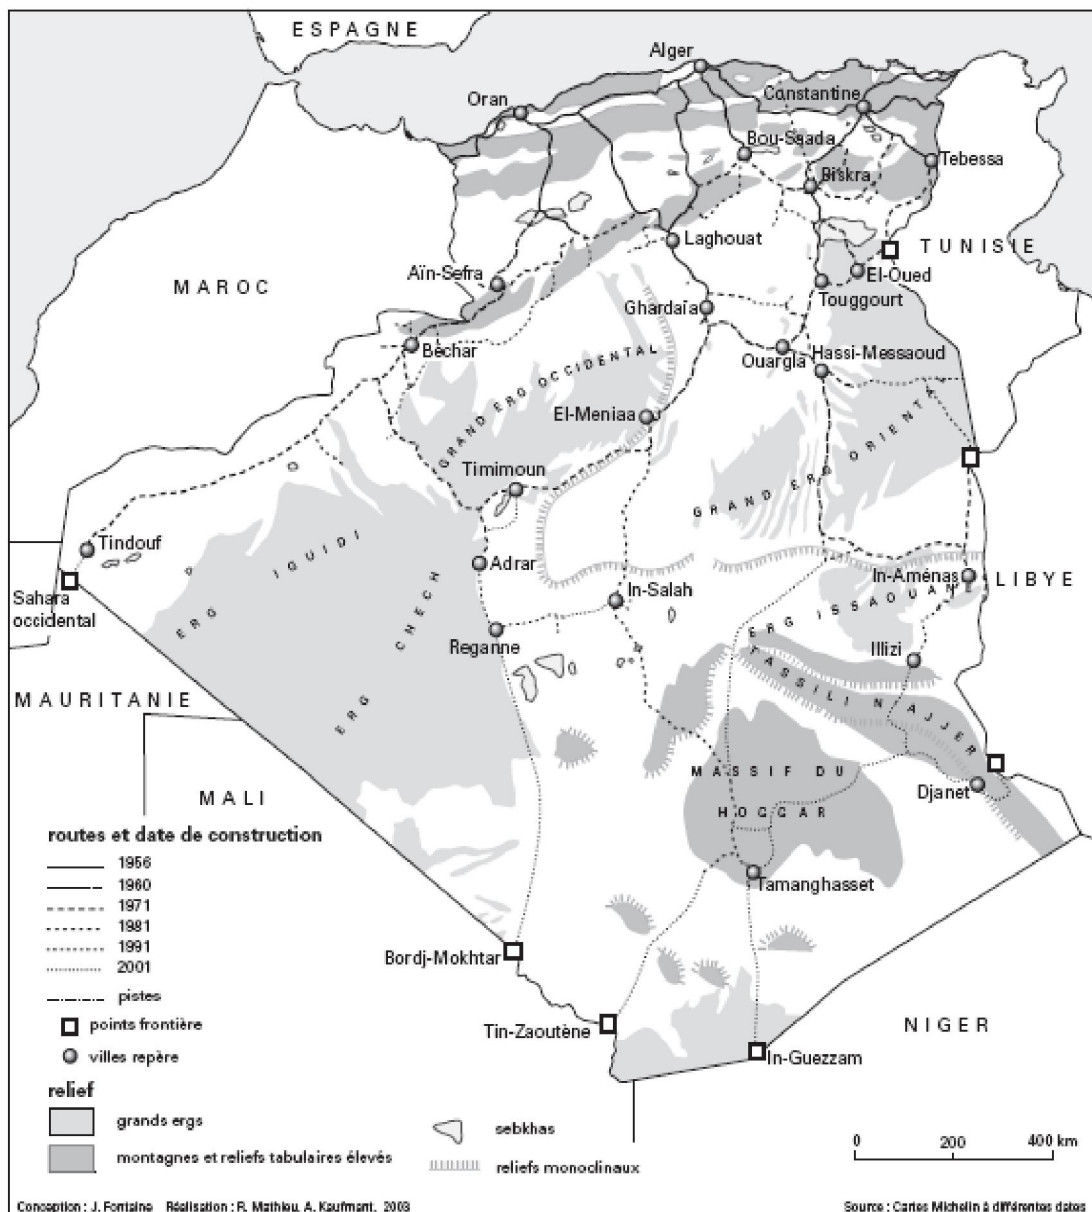 ESPAGNE
Alger
Oran
Constantine
Bou-Saada
Tebessa
Biskra
Laghouat
TUNISIE
MAROC
Aïn-Sefra
El-Oued
Touggourt
Ghardaïa
Béchar
Ouargla
Hassi-Messaoud
GRAND ERG OCCIDENTAL
El-Meniaa
GRAND ERG ORIENTAL
Timimoun
Tindouf
ERG IGUIDI
Adrar
In-Aménas
LIBYE
Sahara
occidental
ERG CHECH
In-Salah
ERG ISSAOUANE
Reganne
Illizi
TASSILI N AJJER
MAURITANIE
MASSIF DU
HOGGAR
Djanet
MALI
Tamanghasset
Bordj-Mokhtar
Tin-Zaoutène
NIGER
In-Guezzam
routes et date de construction
1956
1960
1971
1981
1991
2001
pistes
points frontière
villes repère
relief
grands ergs
montagnes et reliefs tabulaires élevés
sebkhas
reliefs monoclinaux
0 200 400 km
Conception : J. Fontaine Réalisation : R. Mathieu, A. Kaufmant, 2003
Source : Cartes Michelin à différentes dates